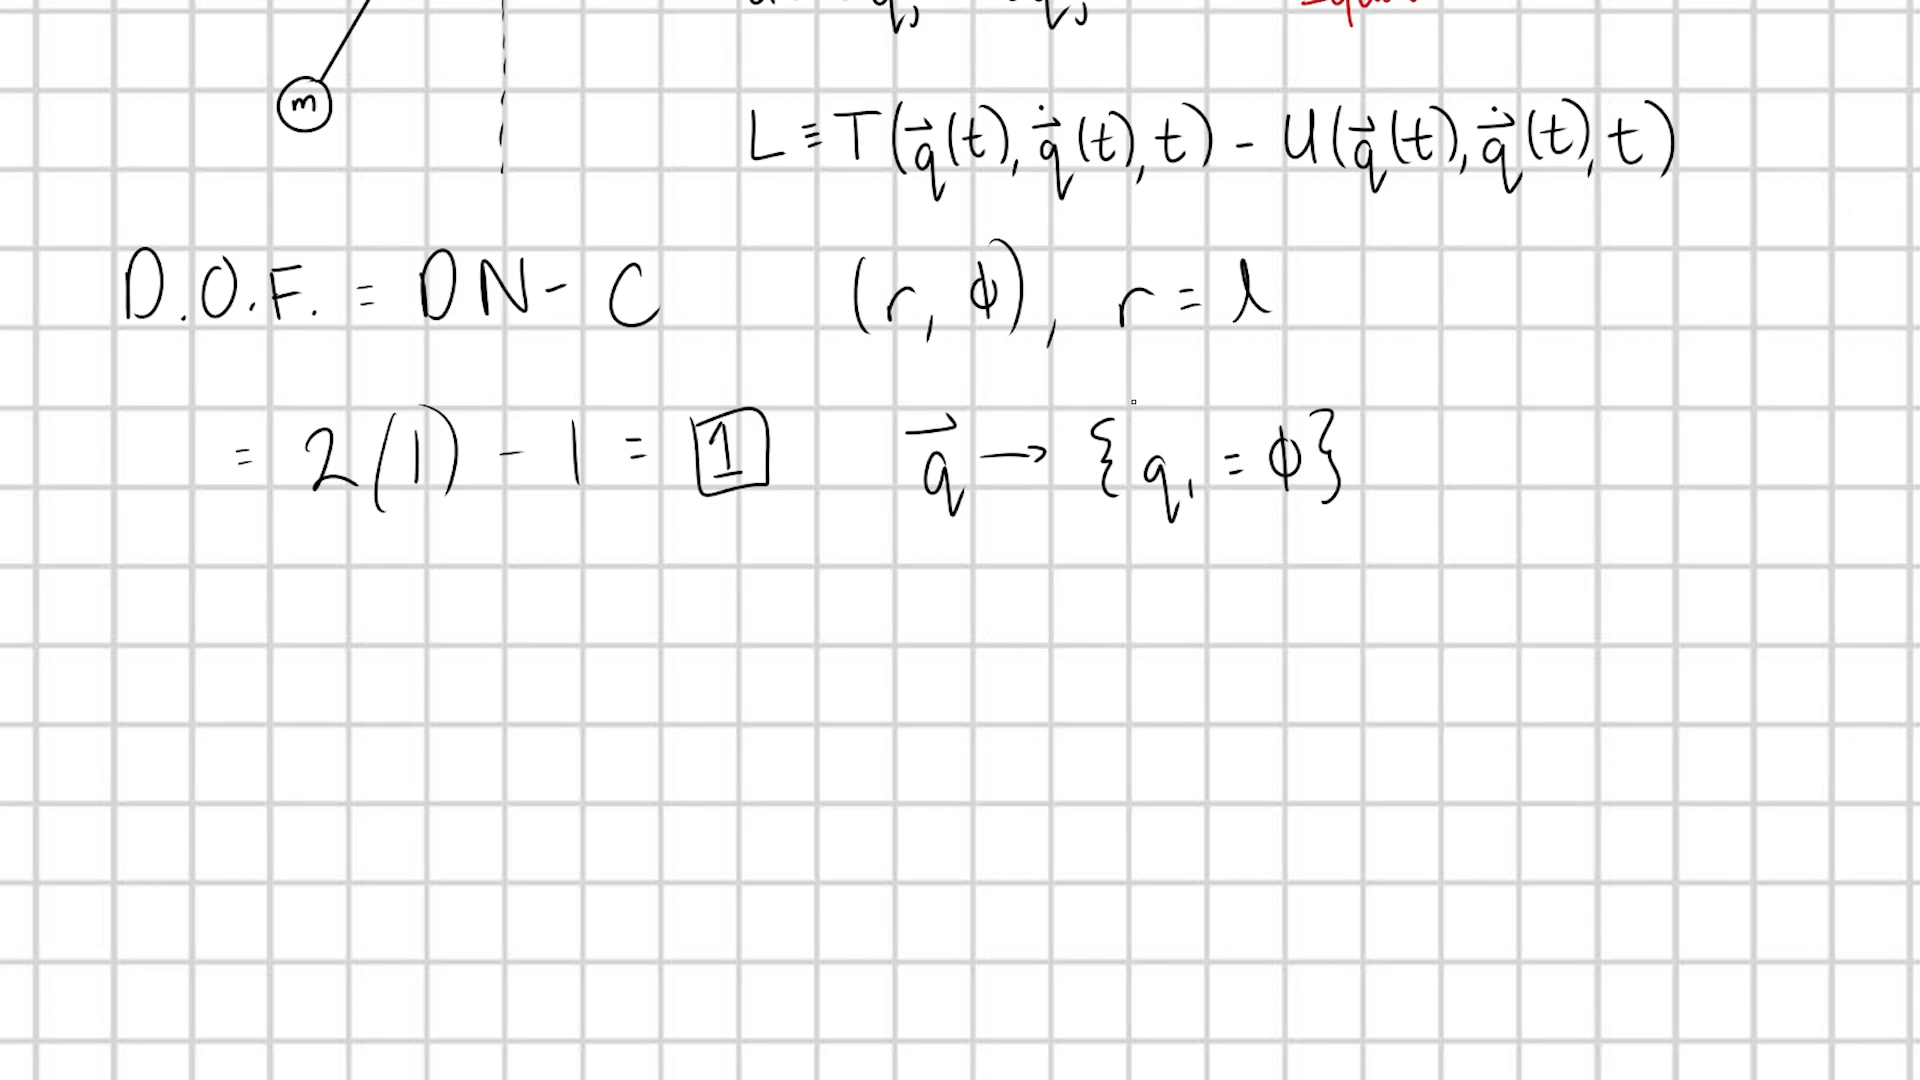 m
L ≡ T(q⃗(t), q⃗̇(t), t) - U(q⃗(t), q⃗̇(t), t)
D.O.F. = DN - C (r, ϕ), r = l
= 2(1) - 1 = 1 q⃗ → {q₁ = ϕ}